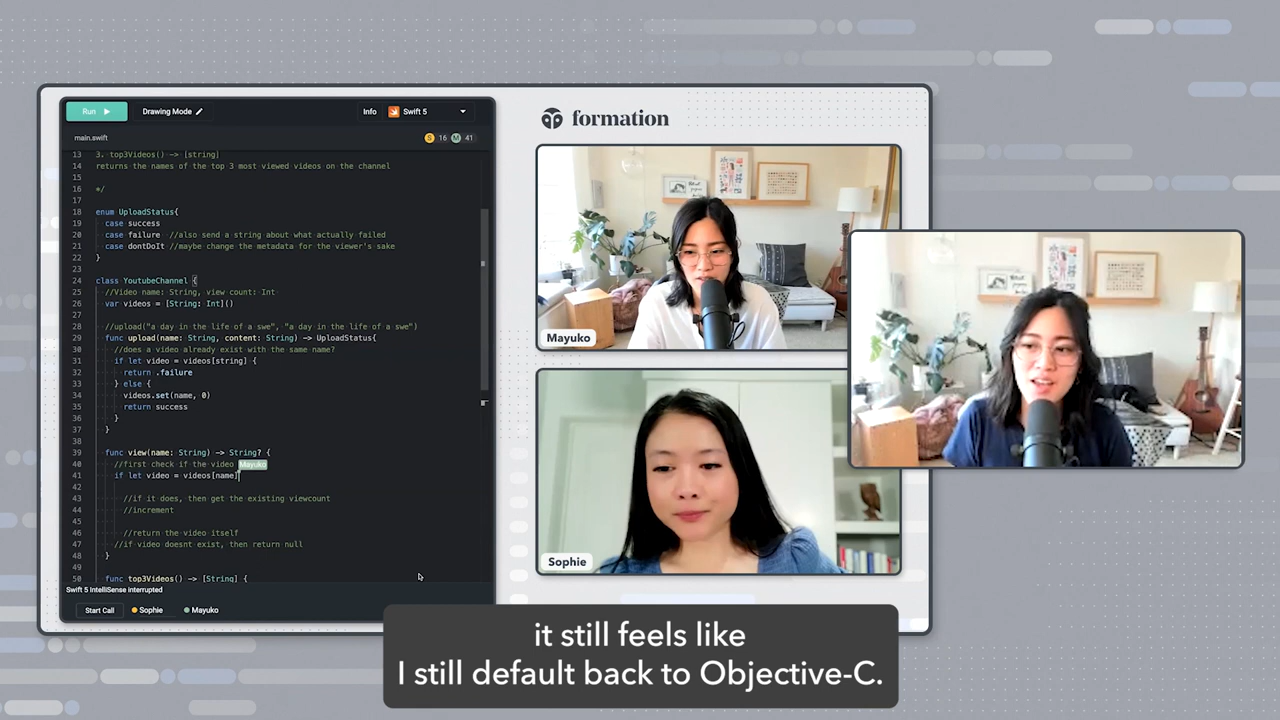 Run
Drawing Mode
Info
Swift 5
main.swift
S 16 M 41
13 3. top3Videos() -> [string]
14 returns the names of the top 3 most viewed videos on the channel
15
16 */
17
18 enum UploadStatus{
19 case success
20 case failure //also send a string about what actually failed
21 case dontDoIt //maybe change the metadata for the viewer's sake
22 }
23
24 class YoutubeChannel {
25 //Video name: String, view count: Int
26 var videos = [String: Int]()
27
28 //upload("a day in the life of a swe", "a day in the life of a swe")
29 func upload(name: String, content: String) -> UploadStatus{
30 //does a video already exist with the same name?
31 if let video = videos[string] {
32 return .failure
33 } else {
34 videos.set(name, 0)
35 return success
36 }
37 }
38
39 func view(name: String) -> String? {
40 //first check if the video Mayuko
41 if let video = videos[name]
42
43 //if it does, then get the existing viewcount
44 //increment
45
46 //return the video itself
47 //if video doesnt exist, then return null
48 }
49
50 func top3Videos() -> [String] {
Swift 5 IntelliSense interrupted
Start Call
Sophie
Mayuko
formation
Mayuko
Sophie
it still feels like
I still default back to Objective-C.